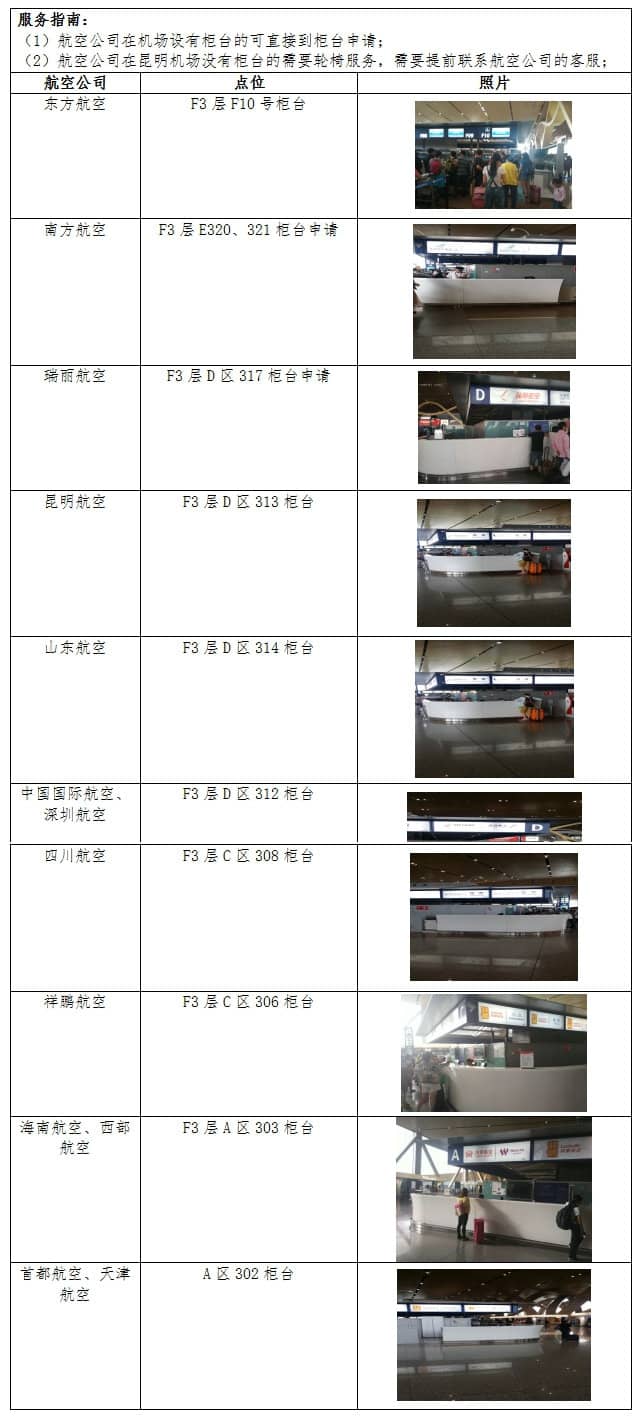 服务指南：
（1）航空公司在机场设有柜台的可直接到柜台申请；
（2）航空公司在昆明机场没有柜台的需要轮椅服务，需要提前联系航空公司的客服；
航空公司 点位 照片
东方航空 F3 层 F10 号柜台
F10
南方航空 F3 层 E320、321 柜台申请
瑞丽航空 F3 层 D 区 317 柜台申请
D
昆明航空 F3 层 D 区 313 柜台
山东航空 F3 层 D 区 314 柜台
中国国际航空、 F3 层 D 区 312 柜台
深圳航空
D
四川航空 F3 层 C 区 308 柜台
祥鹏航空 F3 层 C 区 306 柜台
海南航空、西部 F3 层 A 区 303 柜台
航空
A
首都航空、天津 A 区 302 柜台
航空